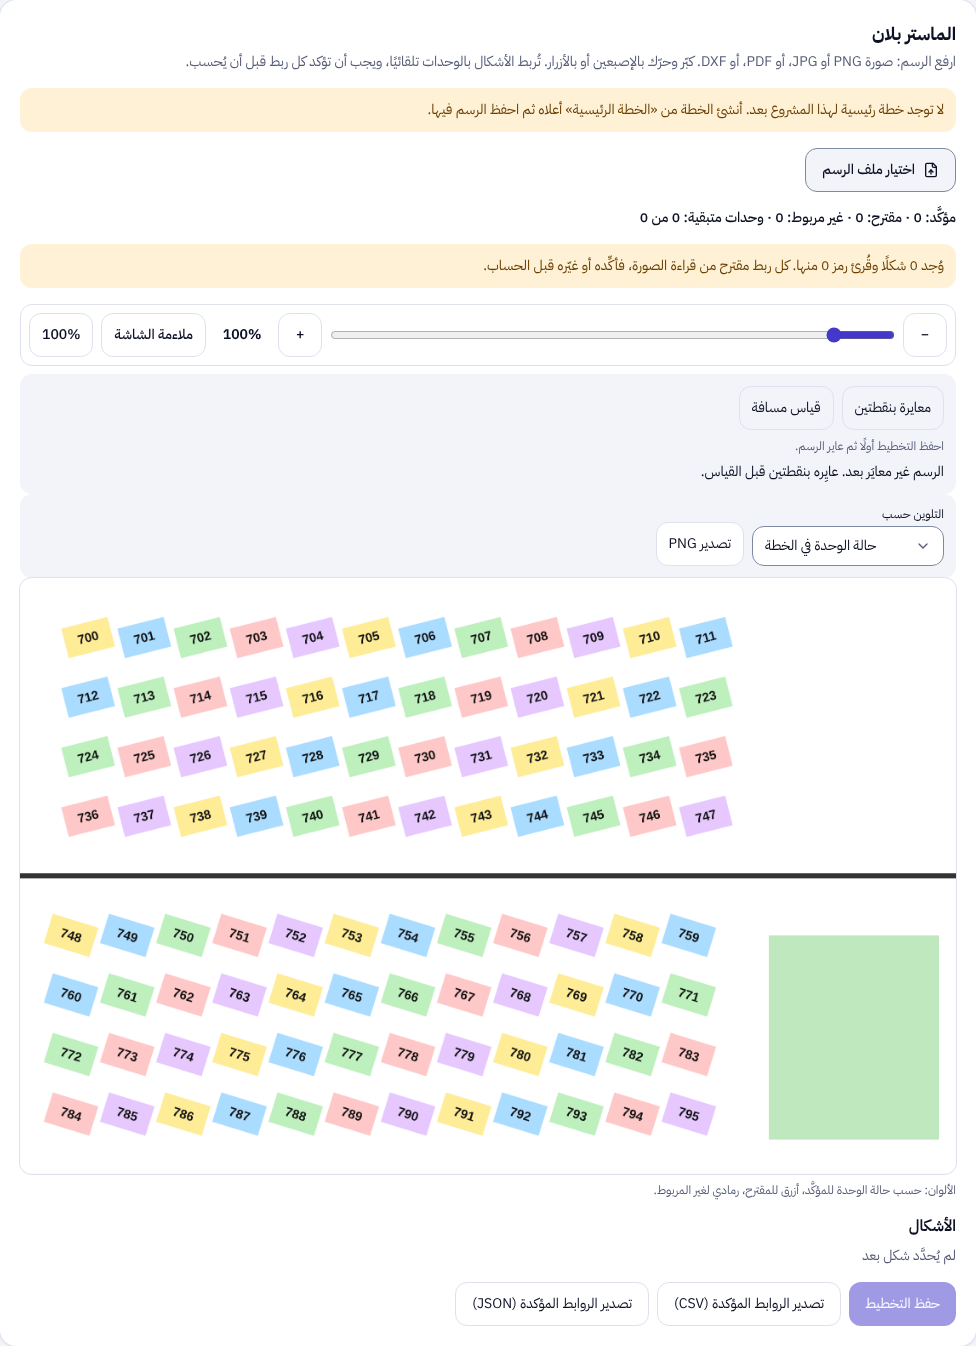 الماستر بلان
ارفع الرسم: صورة PNG أو JPG، أو PDF، أو DXF. كبّر وحرّك بالإصبعين أو بالأزرار. تُربط الأشكال بالوحدات تلقائيًا، ويجب أن تؤكد كل ربط قبل أن يُحسب.
لا توجد خطة رئيسية لهذا المشروع بعد. أنشئ الخطة من «الخطة الرئيسية» أعلاه ثم احفظ الرسم فيها.
اختيار ملف الرسم
مؤكَّد: 0 · مقترح: 0 · غير مربوط: 0 · وحدات متبقية: 0 من 0
وُجد 0 شكلًا وقُرئ رمز 0 منها. كل ربط مقترح من قراءة الصورة، فأكِّده أو غيّره قبل الحساب.
− + 100% ملاءمة الشاشة 100%
معايرة بنقطتين قياس مسافة
احفظ التخطيط أولًا ثم عاير الرسم.
الرسم غير معايَر بعد. عايِره بنقطتين قبل القياس.
التلوين حسب
حالة الوحدة في الخطة تصدير PNG
700 701 702 703 704 705 706 707 708 709 710 711
712 713 714 715 716 717 718 719 720 721 722 723
724 725 726 727 728 729 730 731 732 733 734 735
736 737 738 739 740 741 742 743 744 745 746 747
748 749 750 751 752 753 754 755 756 757 758 759
760 761 762 763 764 765 766 767 768 769 770 771
772 773 774 775 776 777 778 779 780 781 782 783
784 785 786 787 788 789 790 791 792 793 794 795
الألوان: حسب حالة الوحدة للمؤكَّد، أزرق للمقترح، رمادي لغير المربوط.
الأشكال
لم يُحدَّد شكل بعد
حفظ التخطيط تصدير الروابط المؤكدة (CSV) تصدير الروابط المؤكدة (JSON)